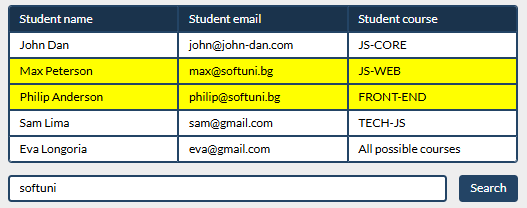 Student name Student email Student course
John Dan john@john-dan.com JS-CORE
Max Peterson max@softuni.bg JS-WEB
Philip Anderson philip@softuni.bg FRONT-END
Sam Lima sam@gmail.com TECH-JS
Eva Longoria eva@gmail.com All possible courses
softuni Search